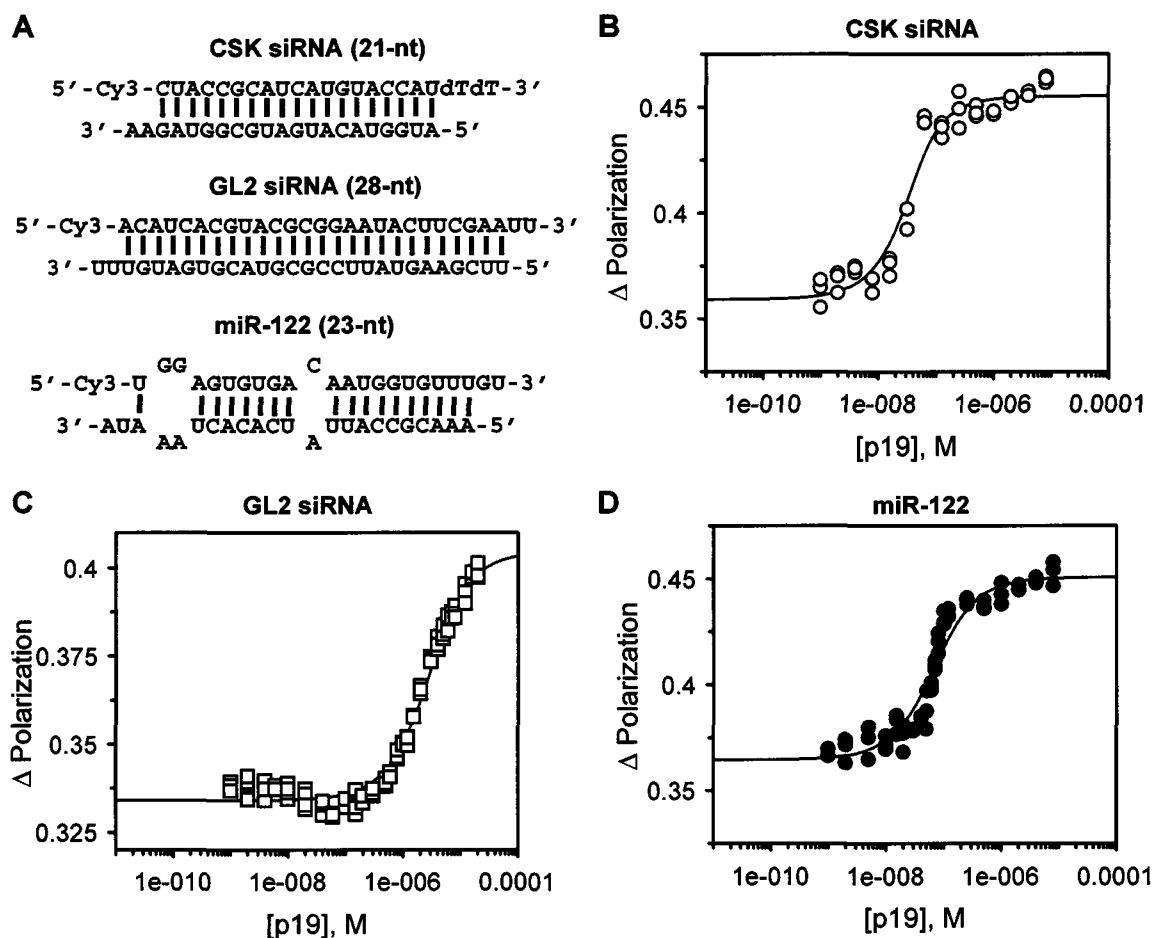 A
CSK siRNA (21-nt)
5′-Cy3-CUACCGCAUCAUGUACCAUdTdT-3′
3′-AAGAUGGCGUAGUACAUGGUA-5′
GL2 siRNA (28-nt)
5′-Cy3-ACAUCACGUACGCGGAAUACUUCGAAUU-3′
3′-UUUGUAGUGCAUGCGCCUUAUGAAGCUU-5′
miR-122 (23-nt)
GG C
5′-Cy3-U AGUGUGA AAUGGUGUUUGU-3′
3′-AUA UCACACU UUACCGCAAA-5′
AA A
B
CSK siRNA
Δ Polarization
0.45
0.4
0.35
1e-010 1e-008 1e-006 0.0001
[p19], M
C
GL2 siRNA
Δ Polarization
0.4
0.375
0.35
0.325
1e-010 1e-008 1e-006 0.0001
[p19], M
D
miR-122
Δ Polarization
0.45
0.4
0.35
1e-010 1e-008 1e-006 0.0001
[p19], M